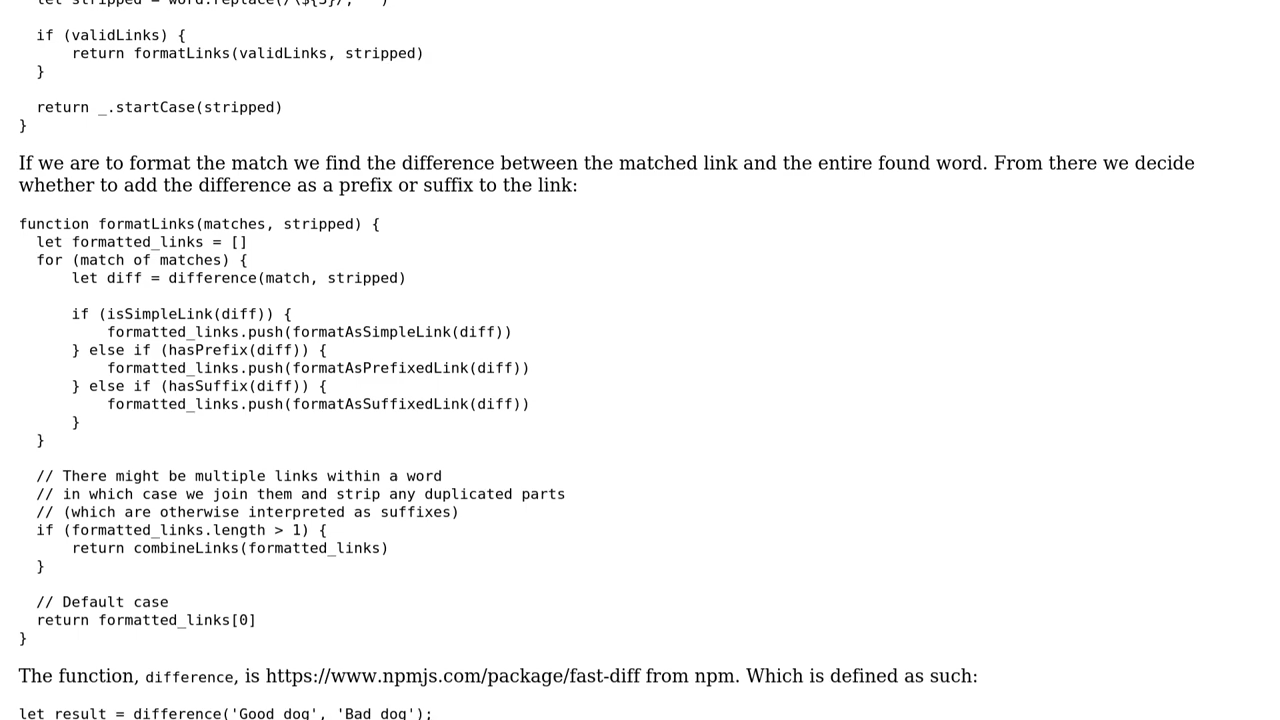 let stripped = word.replace(/\${3}/, '')
if (validLinks) {
return formatLinks(validLinks, stripped)
}
return _.startCase(stripped)
}
If we are to format the match we find the difference between the matched link and the entire found word. From there we decide
whether to add the difference as a prefix or suffix to the link:
function formatLinks(matches, stripped) {
let formatted_links = []
for (match of matches) {
let diff = difference(match, stripped)
if (isSimpleLink(diff)) {
formatted_links.push(formatAsSimpleLink(diff))
} else if (hasPrefix(diff)) {
formatted_links.push(formatAsPrefixedLink(diff))
} else if (hasSuffix(diff)) {
formatted_links.push(formatAsSuffixedLink(diff))
}
}
// There might be multiple links within a word
// in which case we join them and strip any duplicated parts
// (which are otherwise interpreted as suffixes)
if (formatted_links.length > 1) {
return combineLinks(formatted_links)
}
// Default case
return formatted_links[0]
}
The function, difference, is https://www.npmjs.com/package/fast-diff from npm. Which is defined as such:
let result = difference('Good dog', 'Bad dog');